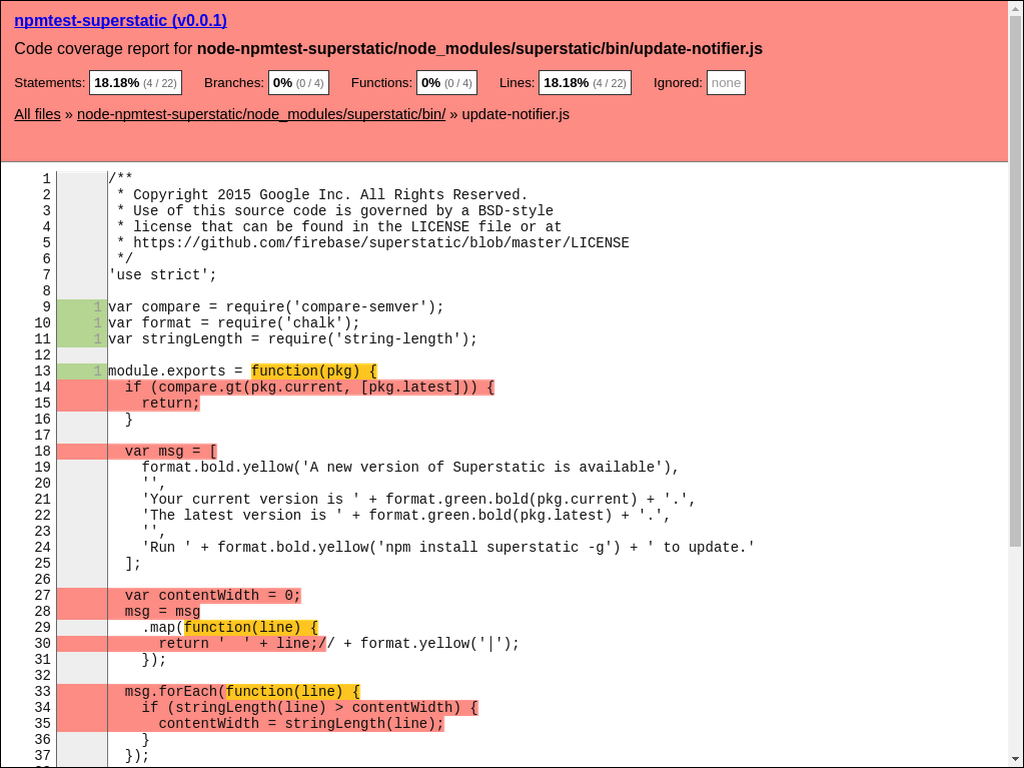 npmtest-superstatic (v0.0.1)
Code coverage report for node-npmtest-superstatic/node_modules/superstatic/bin/update-notifier.js
Statements: 18.18% (4 / 22) Branches: 0% (0 / 4) Functions: 0% (0 / 4) Lines: 18.18% (4 / 22) Ignored: none
All files » node-npmtest-superstatic/node_modules/superstatic/bin/ » update-notifier.js
1 /**
2  * Copyright 2015 Google Inc. All Rights Reserved.
3  * Use of this source code is governed by a BSD-style
4  * license that can be found in the LICENSE file or at
5  * https://github.com/firebase/superstatic/blob/master/LICENSE
6  */
7 'use strict';
8
9 1 var compare = require('compare-semver');
10 1 var format = require('chalk');
11 1 var stringLength = require('string-length');
12
13 1 module.exports = function(pkg) {
14   if (compare.gt(pkg.current, [pkg.latest])) {
15     return;
16   }
17
18   var msg = [
19     format.bold.yellow('A new version of Superstatic is available'),
20     '',
21     'Your current version is ' + format.green.bold(pkg.current) + '.',
22     'The latest version is ' + format.green.bold(pkg.latest) + '.',
23     '',
24     'Run ' + format.bold.yellow('npm install superstatic -g') + ' to update.'
25   ];
26
27   var contentWidth = 0;
28   msg = msg
29     .map(function(line) {
30       return '  ' + line;// + format.yellow('|');
31     });
32
33   msg.forEach(function(line) {
34     if (stringLength(line) > contentWidth) {
35       contentWidth = stringLength(line);
36     }
37   });